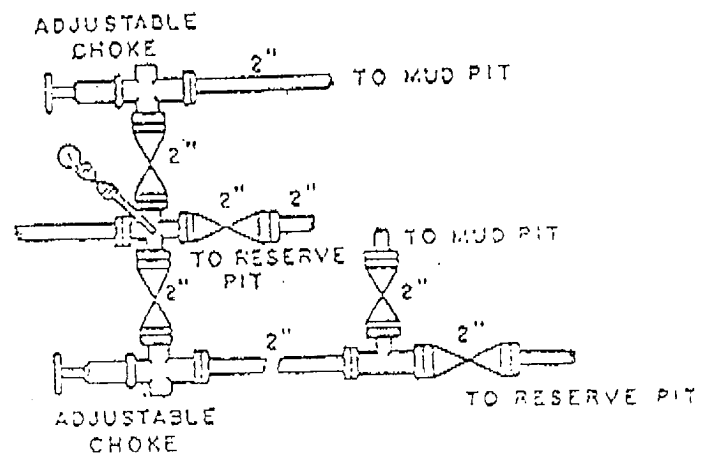 ADJUSTABLE
CHOKE
2"
TO MUD PIT
2"
2"
2"
TO RESERVE
PIT
TO MUD PIT
2"
2"
2"
2"
TO RESERVE PIT
ADJUSTABLE
CHOKE